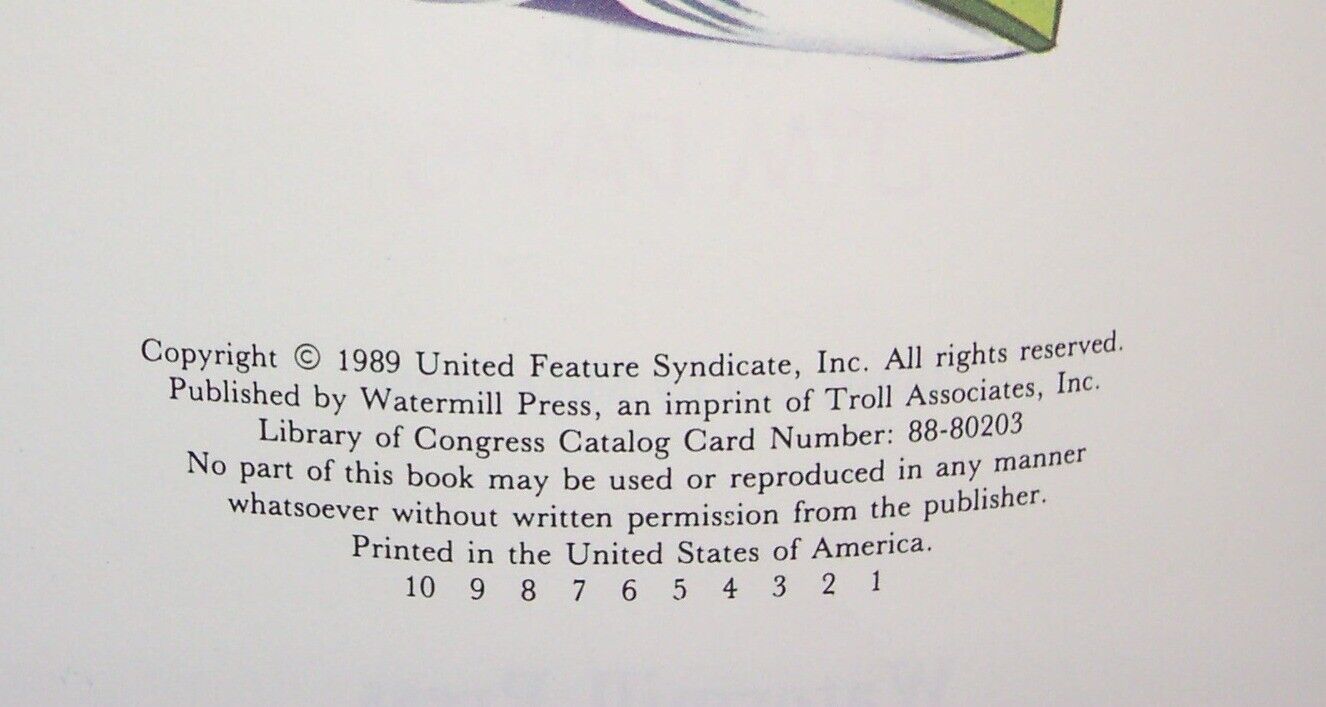 Copyright © 1989 United Feature Syndicate, Inc. All rights reserved.
Published by Watermill Press, an imprint of Troll Associates, Inc.
Library of Congress Catalog Card Number: 88-80203
No part of this book may be used or reproduced in any manner
whatsoever without written permission from the publisher.
Printed in the United States of America.
10 9 8 7 6 5 4 3 2 1